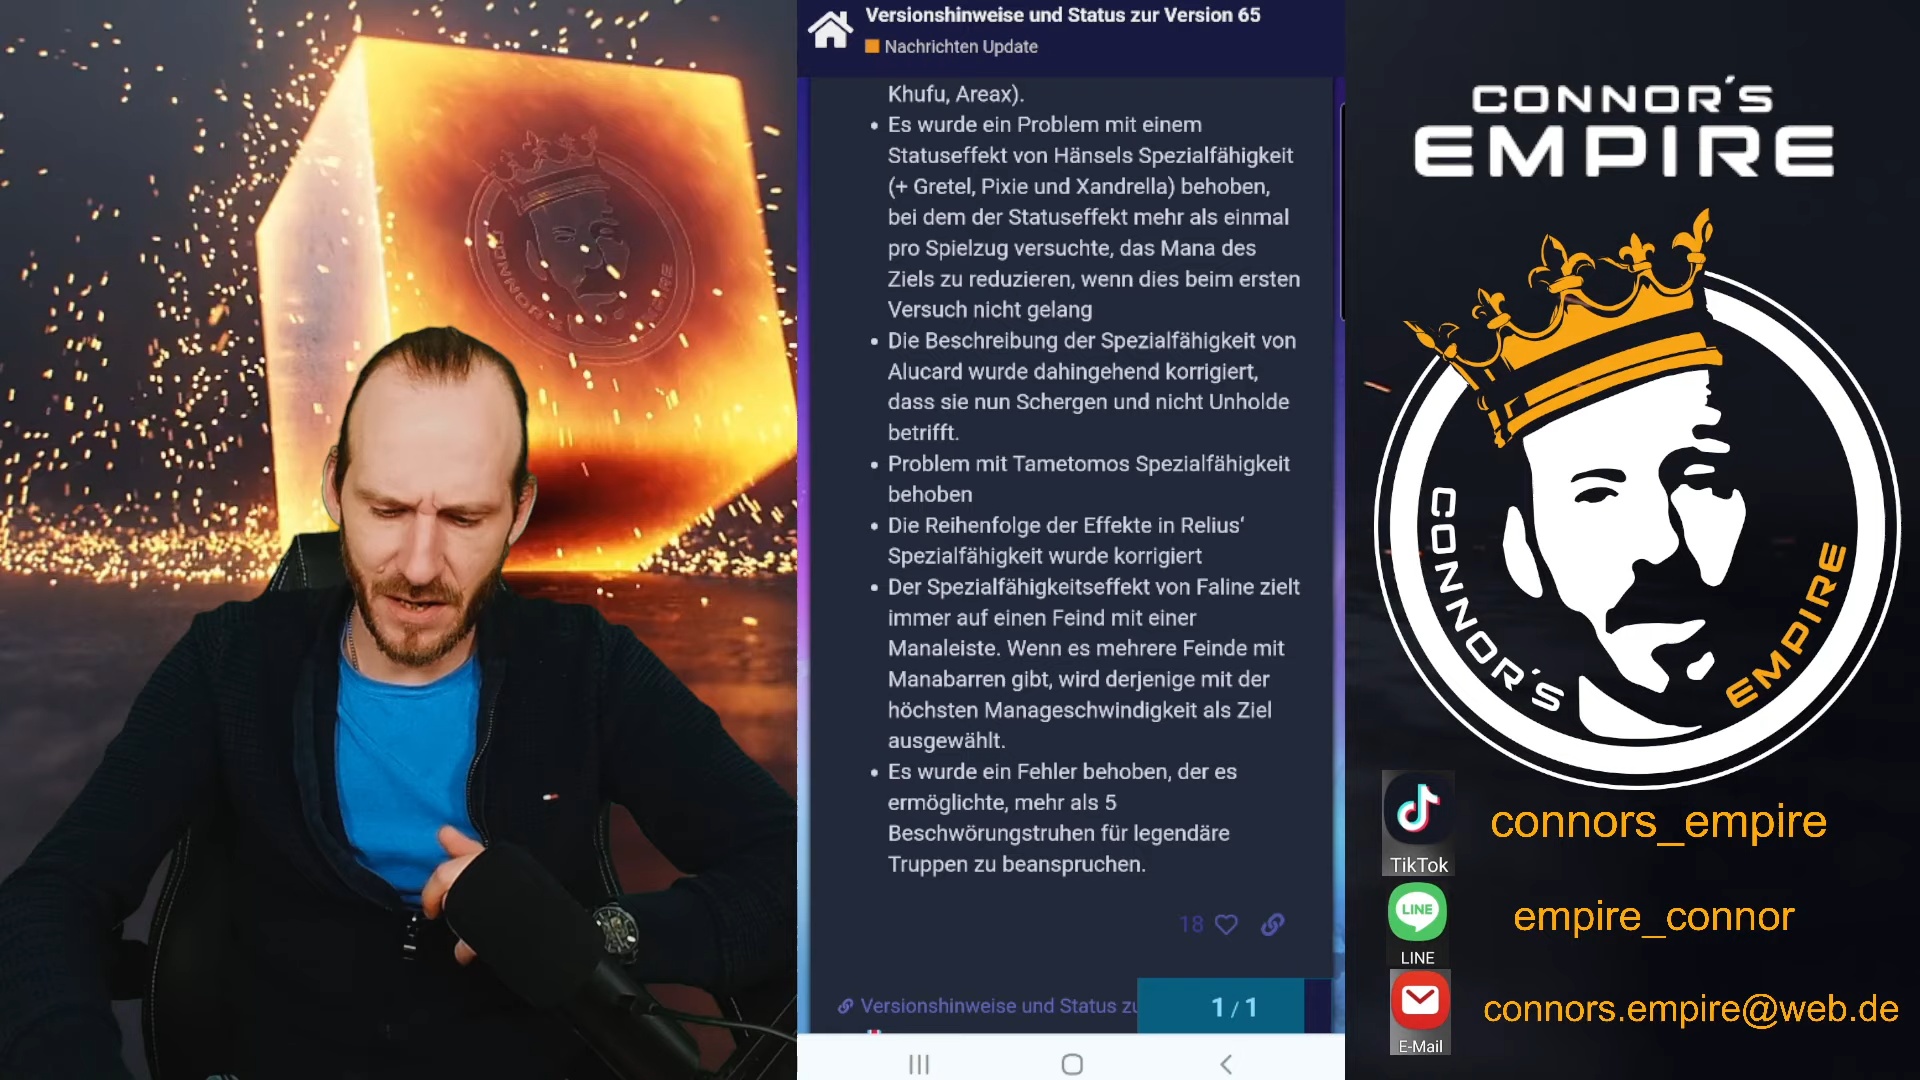 Versionshinweise und Status zur Version 65
Nachrichten Update
Khufu, Areax).
• Es wurde ein Problem mit einem
Statuseffekt von Hänsels Spezialfähigkeit
(+ Gretel, Pixie und Xandrella) behoben,
bei dem der Statuseffekt mehr als einmal
pro Spielzug versuchte, das Mana des
Ziels zu reduzieren, wenn dies beim ersten
Versuch nicht gelang
• Die Beschreibung der Spezialfähigkeit von
Alucard wurde dahingehend korrigiert,
dass sie nun Schergen und nicht Unholde
betrifft.
• Problem mit Tametomos Spezialfähigkeit
behoben
• Die Reihenfolge der Effekte in Relius‘
Spezialfähigkeit wurde korrigiert
• Der Spezialfähigkeitseffekt von Faline zielt
immer auf einen Feind mit einer
Manaleiste. Wenn es mehrere Feinde mit
Manabarren gibt, wird derjenige mit der
höchsten Manageschwindigkeit als Ziel
ausgewählt.
• Es wurde ein Fehler behoben, der es
ermöglichte, mehr als 5
Beschwörungstruhen für legendäre
Truppen zu beanspruchen.
18
Versionshinweise und Status zu
1 / 1
CONNOR´S
EMPIRE
CONNOR´S
EMPIRE
TikTok
connors_empire
LINE
LINE
empire_connor
E-Mail
connors.empire@web.de
CONNOR´S
EMPIRE